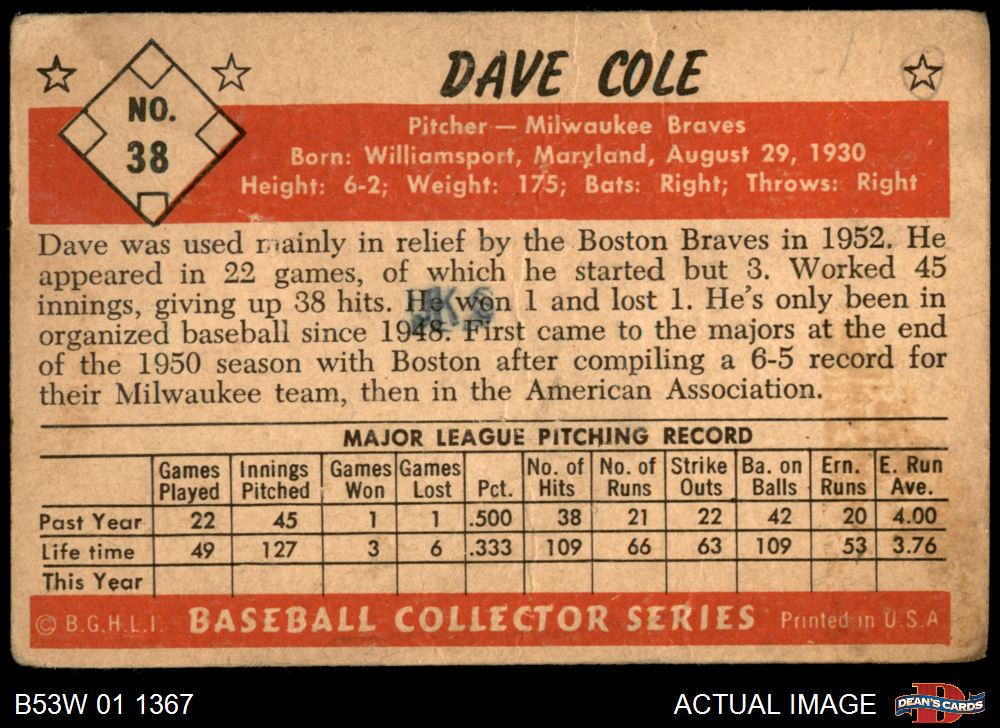 DAVE COLE
NO.
38
Pitcher — Milwaukee Braves
Born: Williamsport, Maryland, August 29, 1930
Height: 6-2; Weight: 175; Bats: Right; Throws: Right
Dave was used mainly in relief by the Boston Braves in 1952. He
appeared in 22 games, of which he started but 3. Worked 45
innings, giving up 38 hits. He won 1 and lost 1. He's only been in
organized baseball since 1948. First came to the majors at the end
of the 1950 season with Boston after compiling a 6-5 record for
their Milwaukee team, then in the American Association.
MAJOR LEAGUE PITCHING RECORD
Games Played Innings Pitched Games Won Games Lost Pct. No. of Hits No. of Runs Strike Outs Ba. on Balls Ern. Runs E. Run Ave.
Past Year 22 45 1 1 .500 38 21 22 42 20 4.00
Life time 49 127 3 6 .333 109 66 63 109 53 3.76
This Year
© B.G.H.L.I. BASEBALL COLLECTOR SERIES Printed in U.S.A
B53W 01 1367 ACTUAL IMAGE DEAN'S CARDS